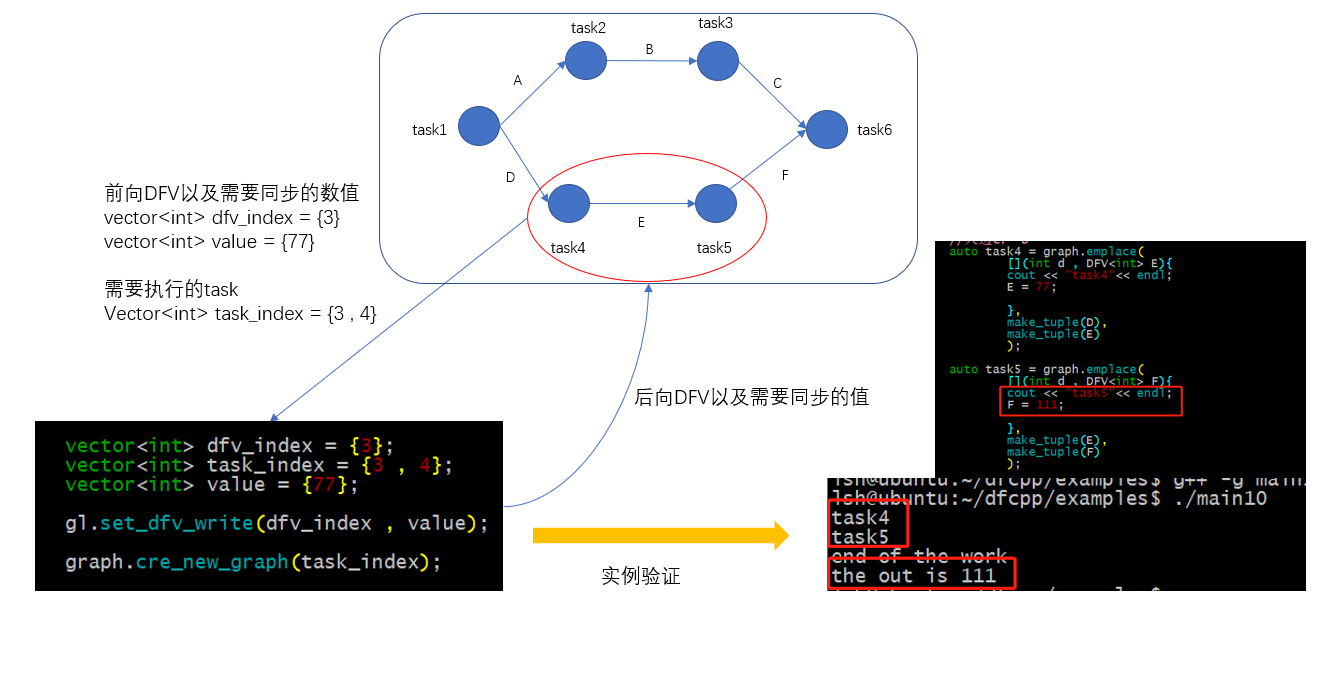 task2
task3
B
A
C
task1
task6
D
F
E
task4
task5
前向DFV以及需要同步的数值
vector<int> dfv_index = {3}
vector<int> value = {77}
需要执行的task
Vector<int> task_index = {3 , 4}
后向DFV以及需要同步的值
vector<int> dfv_index = {3};
vector<int> task_index = {3 , 4};
vector<int> value = {77};
gl.set_dfv_write(dfv_index , value);
graph.cre_new_graph(task_index);
实例验证
auto task4 = graph.emplace(
[](int d , DFV<int> E){
cout << "task4"<< endl;
E = 77;
},
make_tuple(D),
make_tuple(E)
);
auto task5 = graph.emplace(
[](int d , DFV<int> F){
cout << "task5"<< endl;
F = 111;
},
make_tuple(E),
make_tuple(F)
);
lsh@ubuntu:~/dfcpp/examples$ g++ -g
lsh@ubuntu:~/dfcpp/examples$ ./main10
task4
task5
end of the work
the out is 111